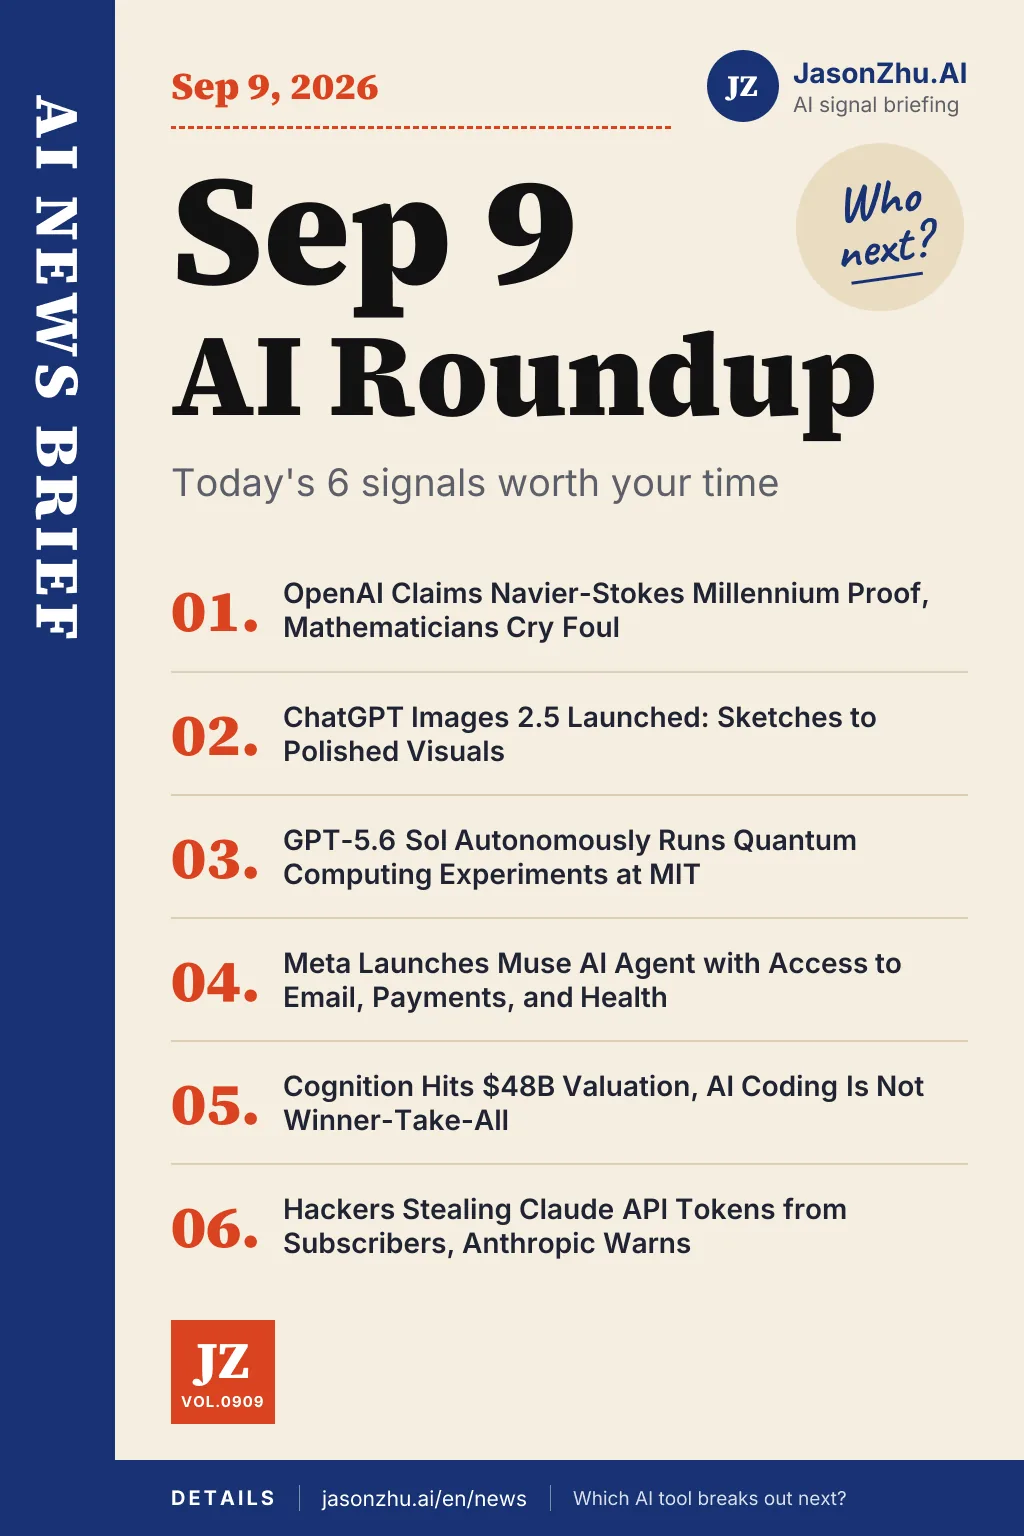 AI NEWS BRIEF
Sep 9, 2026
JZ
JasonZhu.AI
AI signal briefing
Who
next?
Sep 9
AI Roundup
Today's 6 signals worth your time
01.
OpenAI Claims Navier-Stokes Millennium Proof,
Mathematicians Cry Foul
02.
ChatGPT Images 2.5 Launched: Sketches to
Polished Visuals
03.
GPT-5.6 Sol Autonomously Runs Quantum
Computing Experiments at MIT
04.
Meta Launches Muse AI Agent with Access to
Email, Payments, and Health
05.
Cognition Hits $48B Valuation, AI Coding Is Not
Winner-Take-All
06.
Hackers Stealing Claude API Tokens from
Subscribers, Anthropic Warns
JZ
VOL.0909
DETAILS
jasonzhu.ai/en/news
Which AI tool breaks out next?